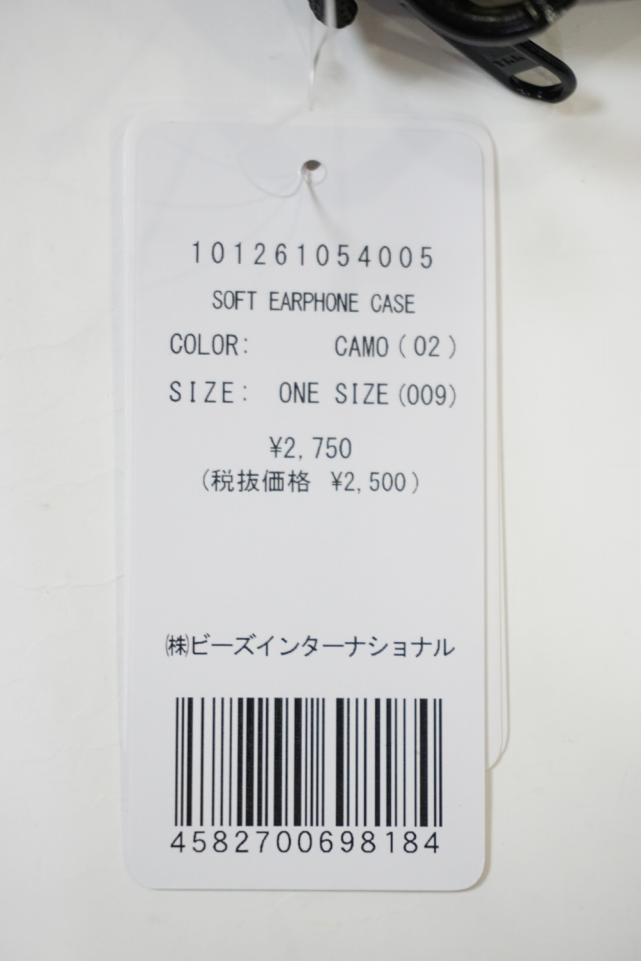 101261054005
SOFT EARPHONE CASE
COLOR: CAMO(02)
SIZE: ONE SIZE(009)
¥2,750
(税抜価格 ¥2,500)
㈱ビーズインターナショナル
4582700698184